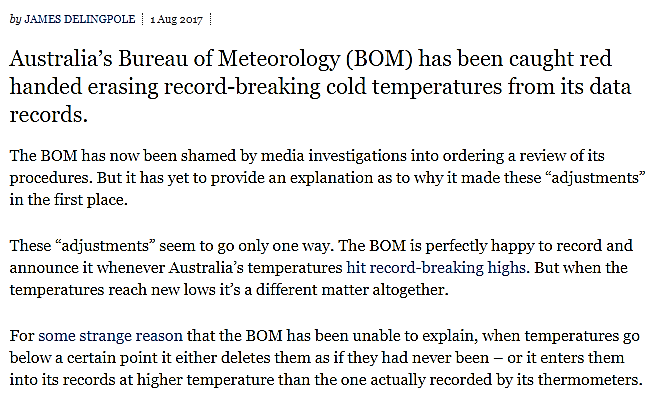 by JAMES DELINGPOLE 1 Aug 2017
Australia's Bureau of Meteorology (BOM) has been caught red
handed erasing record-breaking cold temperatures from its data
records.
The BOM has now been shamed by media investigations into ordering a review of its
procedures. But it has yet to provide an explanation as to why it made these “adjustments”
in the first place.
These “adjustments” seem to go only one way. The BOM is perfectly happy to record and
announce it whenever Australia's temperatures hit record-breaking highs. But when the
temperatures reach new lows it's a different matter altogether.
For some strange reason that the BOM has been unable to explain, when temperatures go
below a certain point it either deletes them as if they had never been – or it enters them
into its records at higher temperature than the one actually recorded by its thermometers.